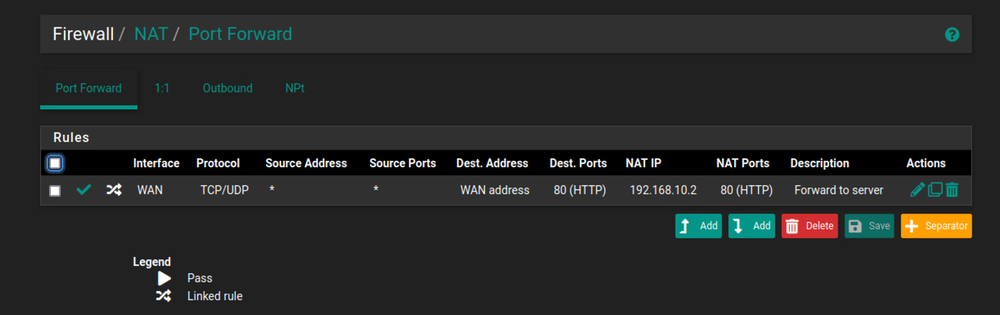 Firewall / NAT / Port Forward
Port Forward 1:1 Outbound NPt
Rules
Interface Protocol Source Address Source Ports Dest. Address Dest. Ports NAT IP NAT Ports Description Actions
WAN TCP/UDP * * WAN address 80 (HTTP) 192.168.10.2 80 (HTTP) Forward to server
Add Add Delete Save Separator
Legend
Pass
Linked rule